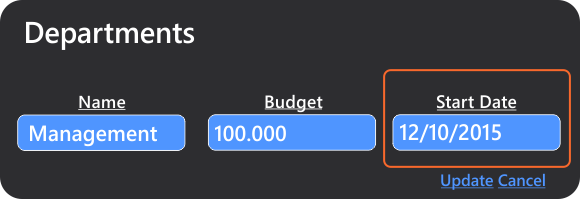 Departments
Name Budget Start Date
Management 100.000 12/10/2015
Update Cancel